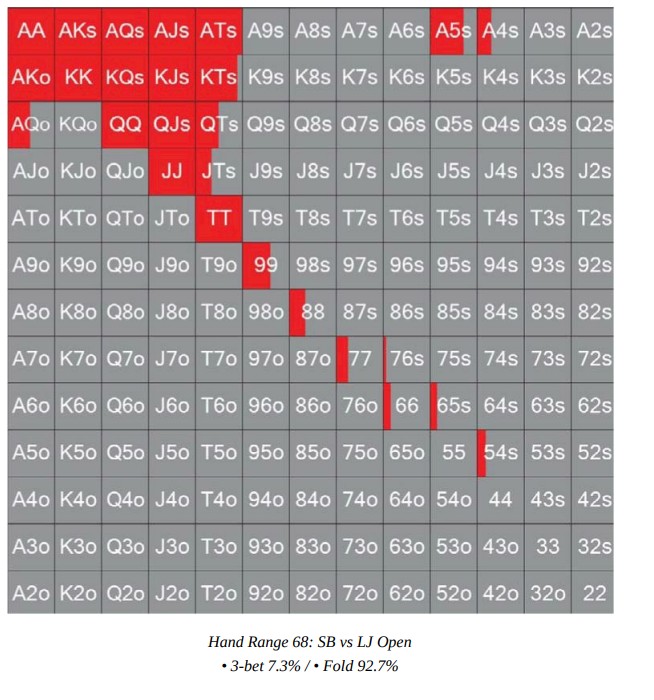 AA AKs AQs AJs ATs A9s A8s A7s A6s A5s A4s A3s A2s
AKo KK KQs KJs KTs K9s K8s K7s K6s K5s K4s K3s K2s
AQo KQo QQ QJs QTs Q9s Q8s Q7s Q6s Q5s Q4s Q3s Q2s
AJo KJo QJo JJ JTs J9s J8s J7s J6s J5s J4s J3s J2s
ATo KTo QTo JTo TT T9s T8s T7s T6s T5s T4s T3s T2s
A9o K9o Q9o J9o T9o 99 98s 97s 96s 95s 94s 93s 92s
A8o K8o Q8o J8o T8o 98o 88 87s 86s 85s 84s 83s 82s
A7o K7o Q7o J7o T7o 97o 87o 77 76s 75s 74s 73s 72s
A6o K6o Q6o J6o T6o 96o 86o 76o 66 65s 64s 63s 62s
A5o K5o Q5o J5o T5o 95o 85o 75o 65o 55 54s 53s 52s
A4o K4o Q4o J4o T4o 94o 84o 74o 64o 54o 44 43s 42s
A3o K3o Q3o J3o T3o 93o 83o 73o 63o 53o 43o 33 32s
A2o K2o Q2o J2o T2o 92o 82o 72o 62o 52o 42o 32o 22
Hand Range 68: SB vs LJ Open
• 3-bet 7.3% / • Fold 92.7%